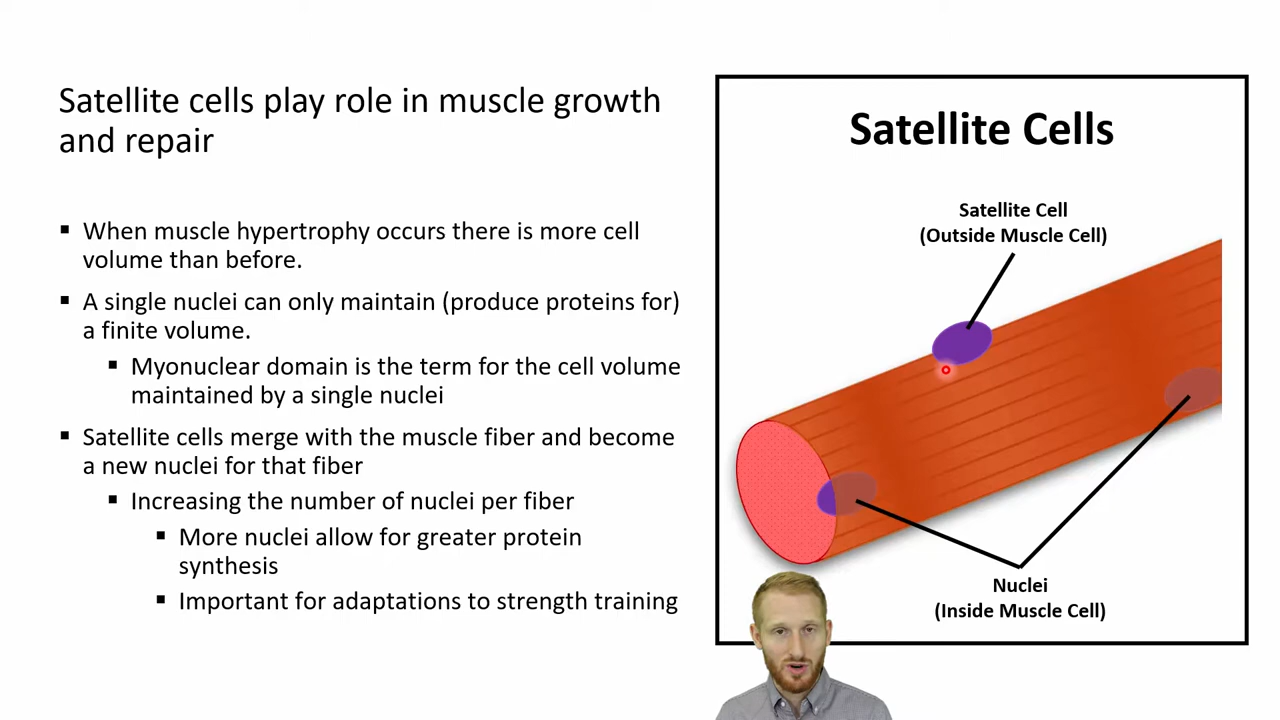 Satellite cells play role in muscle growth
and repair
▪ When muscle hypertrophy occurs there is more cell
volume than before.
▪ A single nuclei can only maintain (produce proteins for)
a finite volume.
▪ Myonuclear domain is the term for the cell volume
maintained by a single nuclei
▪ Satellite cells merge with the muscle fiber and become
a new nuclei for that fiber
▪ Increasing the number of nuclei per fiber
▪ More nuclei allow for greater protein
synthesis
▪ Important for adaptations to strength training
Satellite Cells
Satellite Cell
(Outside Muscle Cell)
Nuclei
(Inside Muscle Cell)